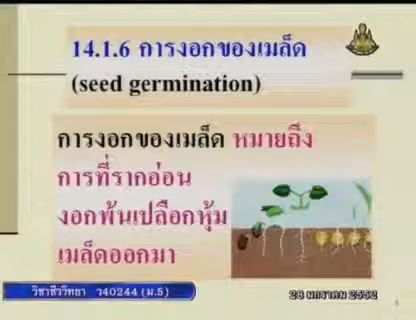 14.1.6 การงอกของเมล็ด
(seed germination)
การงอกของเมล็ด หมายถึง
การที่รากอ่อน
งอกพ้นเปลือกหุ้ม
เมล็ดออกมา
วิชาชีววิทยา ว40244 (ม.5)
28 มกราคม 2552